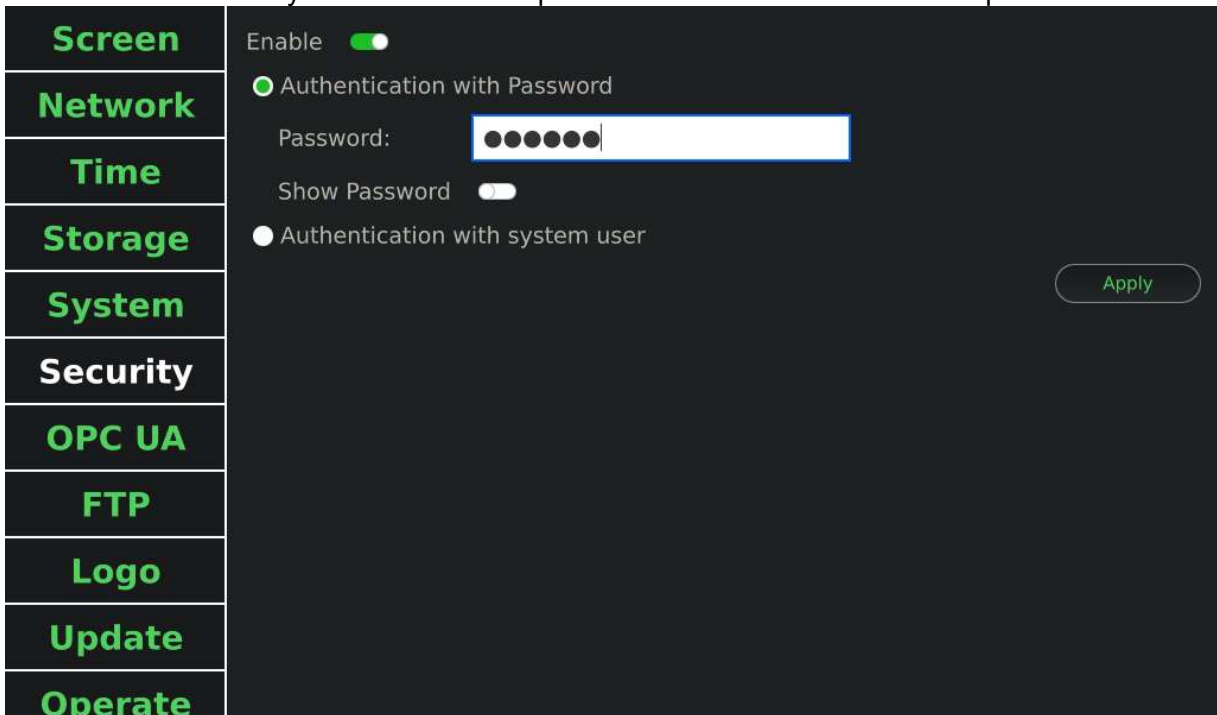 Screen
Network
Time
Storage
System
Security
OPC UA
FTP
Logo
Update
Operate
Enable
Authentication with Password
Password: ●●●●●●
Show Password
Authentication with system user
Apply